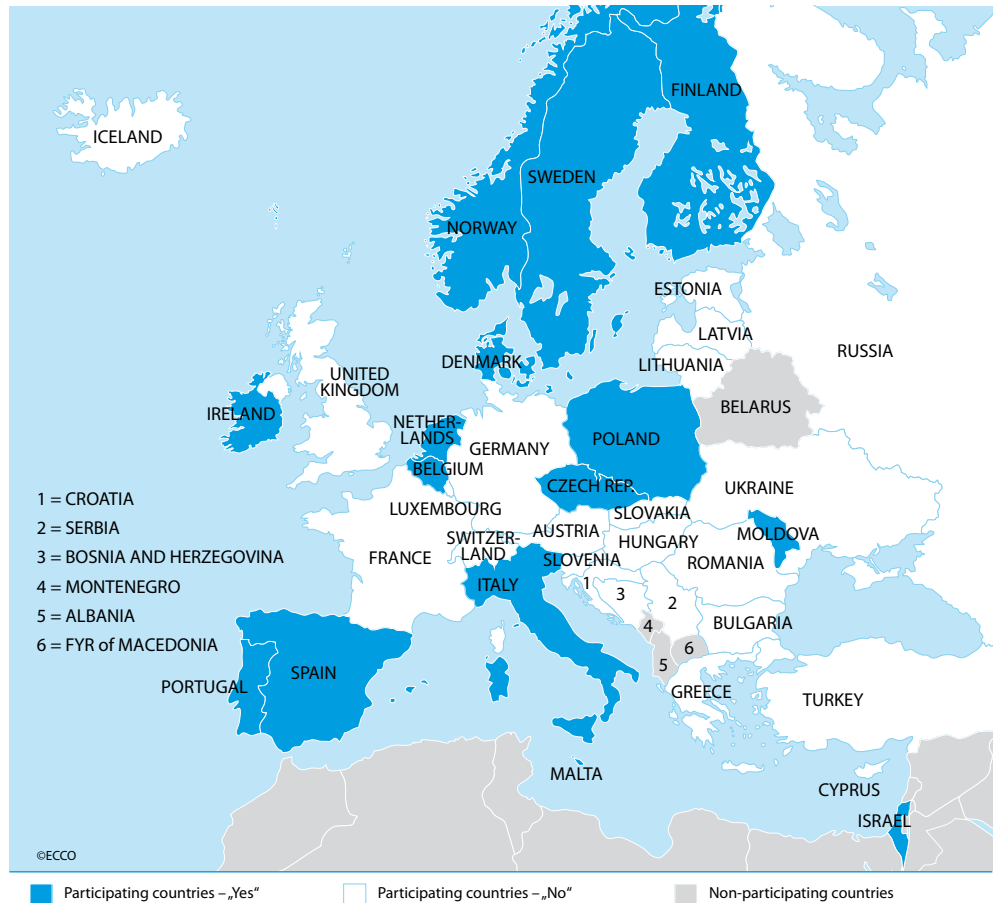 ICELAND
FINLAND
SWEDEN
NORWAY
ESTONIA
LATVIA
RUSSIA
LITHUANIA
DENMARK
UNITED
KINGDOM
BELARUS
IRELAND
NETHER-
LANDS
POLAND
GERMANY
BELGIUM
CZECH REP.
UKRAINE
1 = CROATIA
2 = SERBIA
3 = BOSNIA AND HERZEGOVINA
4 = MONTENEGRO
5 = ALBANIA
6 = FYR of MACEDONIA
LUXEMBOURG
SLOVAKIA
AUSTRIA
MOLDOVA
SWITZER-
LAND
HUNGARY
FRANCE
SLOVENIA
ROMANIA
ITALY
1
3
2
BULGARIA
4
6
5
SPAIN
PORTUGAL
GREECE
TURKEY
MALTA
CYPRUS
ISRAEL
©ECCO
Participating countries – „Yes“
Participating countries – „No“
Non-participating countries